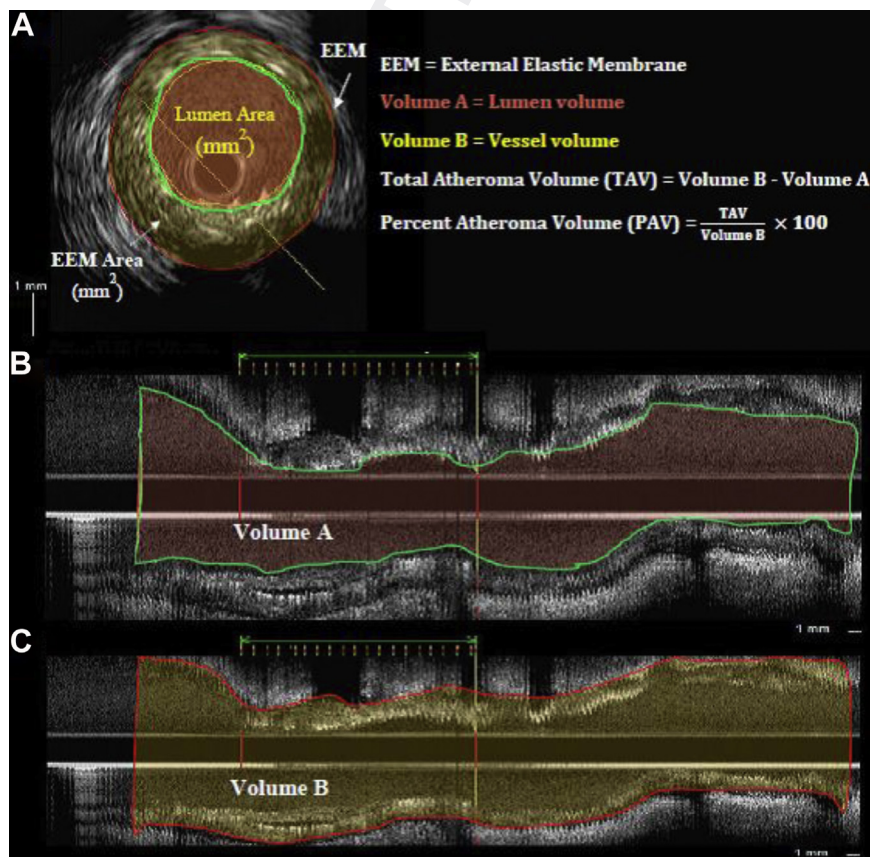 A
EEM
EEM = External Elastic Membrane
Volume A = Lumen volume
Lumen Area
(mm²)
Volume B = Vessel volume
Total Atheroma Volume (TAV) = Volume B - Volume A
Percent Atheroma Volume (PAV) = TAV / Volume B × 100
EEM Area
(mm²)
1 mm
B
Volume A
1 mm
C
Volume B
1 mm